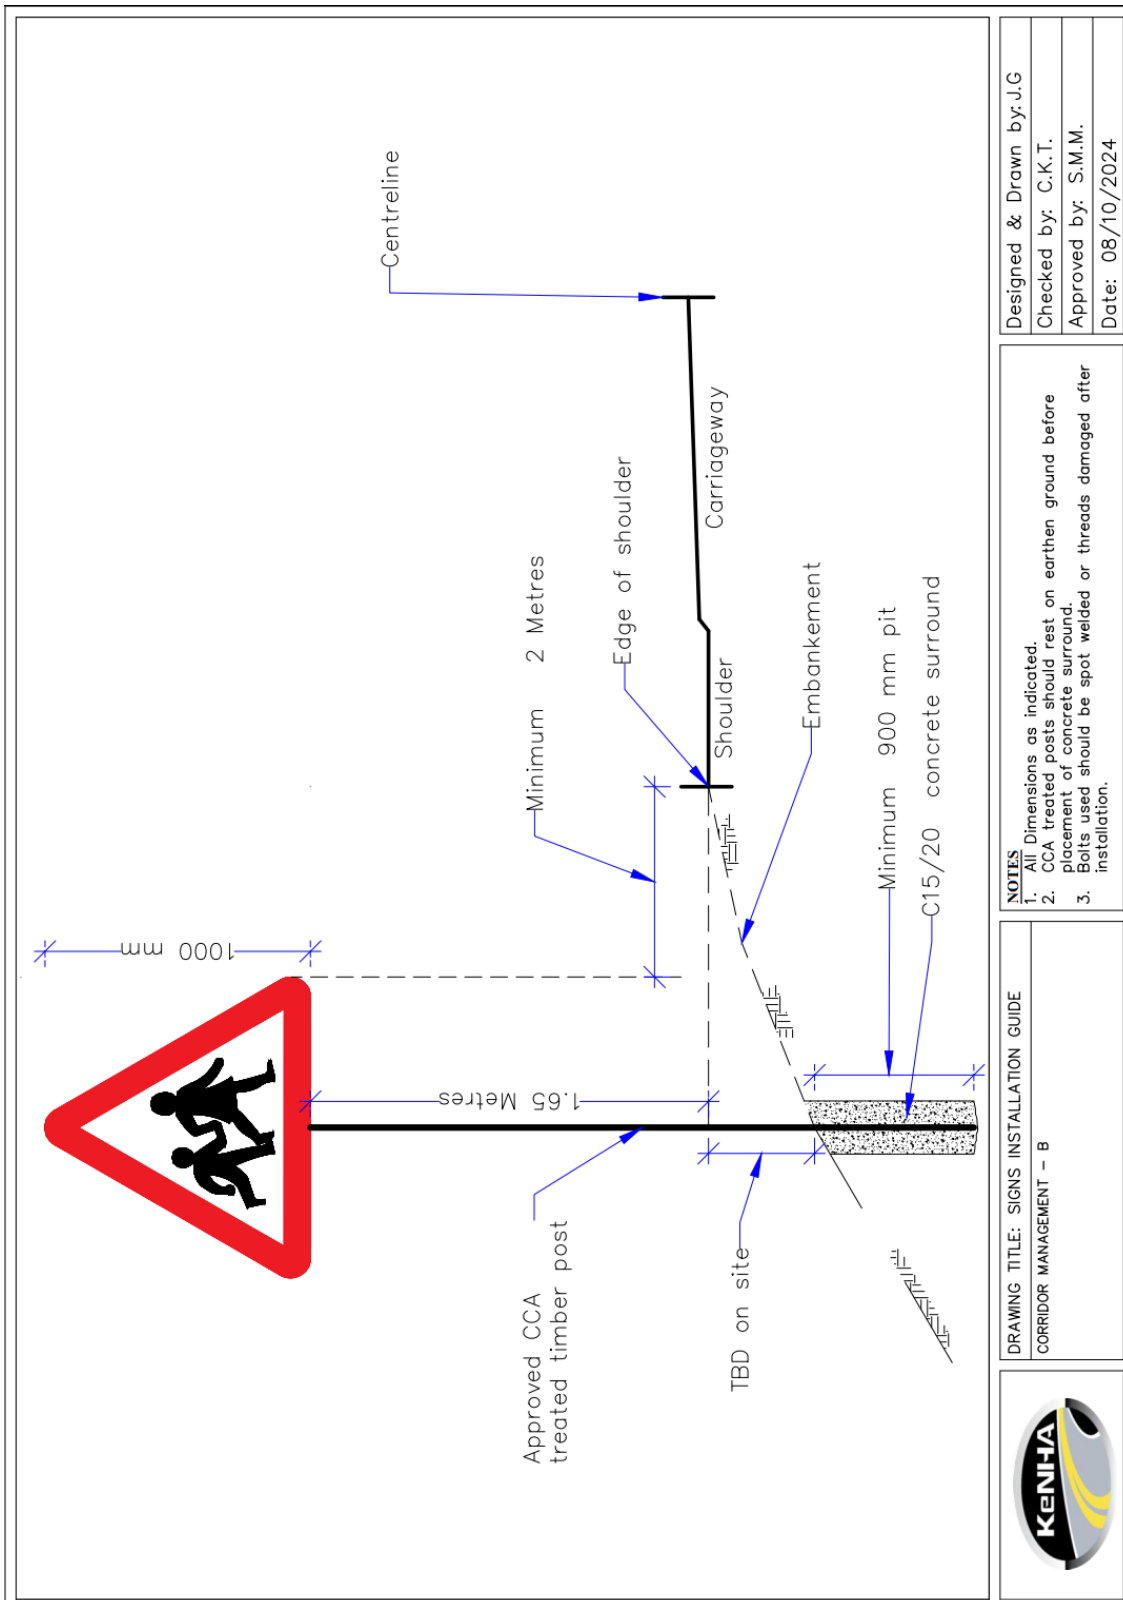 1000 mm
Centreline
Minimum 2 Metres
Edge of shoulder
Carriageway
Shoulder
Embankement
1.65 Metres
Approved CCA
treated timber post
TBD on site
Minimum 900 mm pit
C15/20 concrete surround
KeNHA
DRAWING TITLE: SIGNS INSTALLATION GUIDE
CORRIDOR MANAGEMENT - B
NOTES
1. All Dimensions as indicated.
2. CCA treated posts should rest on earthen ground before
placement of concrete surround.
3. Bolts used should be spot welded or threads damaged after
installation.
Designed & Drawn by: J.G
Checked by: C.K.T.
Approved by: S.M.M.
Date: 08/10/2024